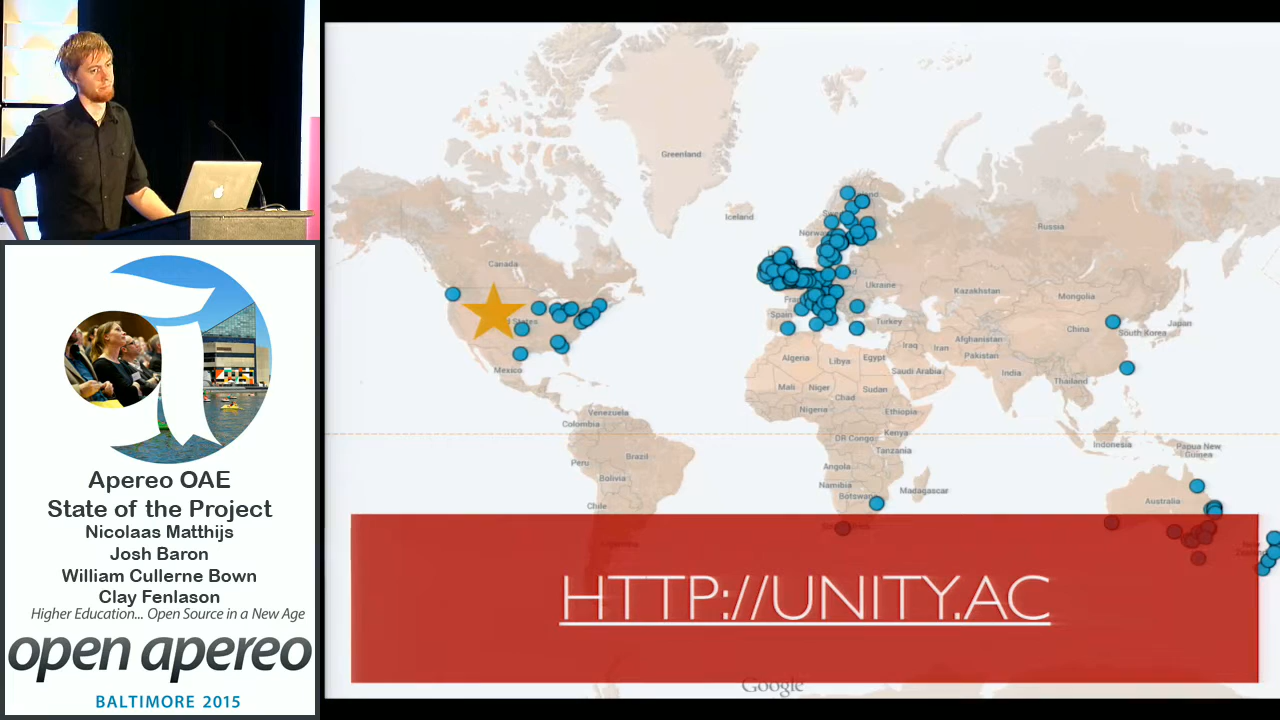 Apereo OAE
State of the Project
Nicolaas Matthijs
Josh Baron
William Cullerne Bown
Clay Fenlason
Higher Education... Open Source in a New Age
open apereo
BALTIMORE 2015
Greenland
Iceland
Russia
Canada
Ukraine
Kazakhstan
Mongolia
Spain
Turkey
China
South Korea
Japan
Mexico
Algeria
Libya
Egypt
Iraq
Iran
Afghanistan
Pakistan
Saudi Arabia
India
Thailand
Mali
Niger
Chad
Sudan
Nigeria
Ethiopia
Venezuela
Colombia
DR Congo
Kenya
Tanzania
Indonesia
Papua New
Guinea
Peru
Brazil
Bolivia
Angola
Namibia
Madagascar
Chile
Australia
HTTP://UNITY.AC
Google